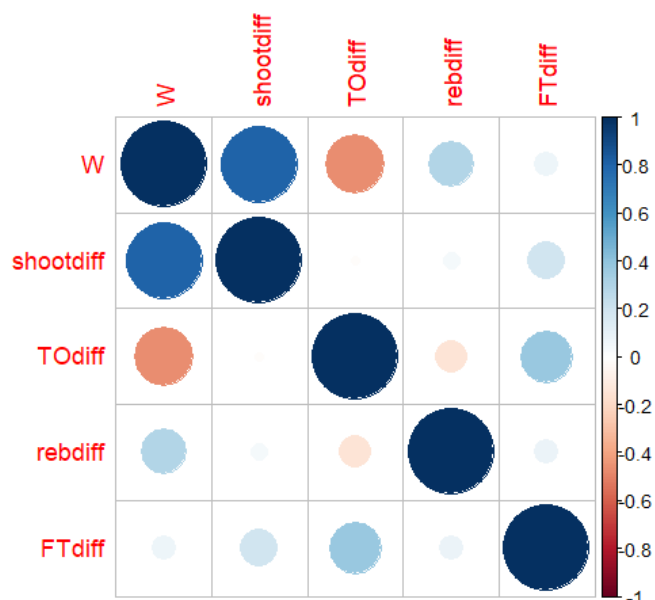 W
shootdiff
TOdiff
rebdiff
FTdiff
W
shootdiff
TOdiff
rebdiff
FTdiff
1
0.8
0.6
0.4
0.2
0
-0.2
-0.4
-0.6
-0.8
-1